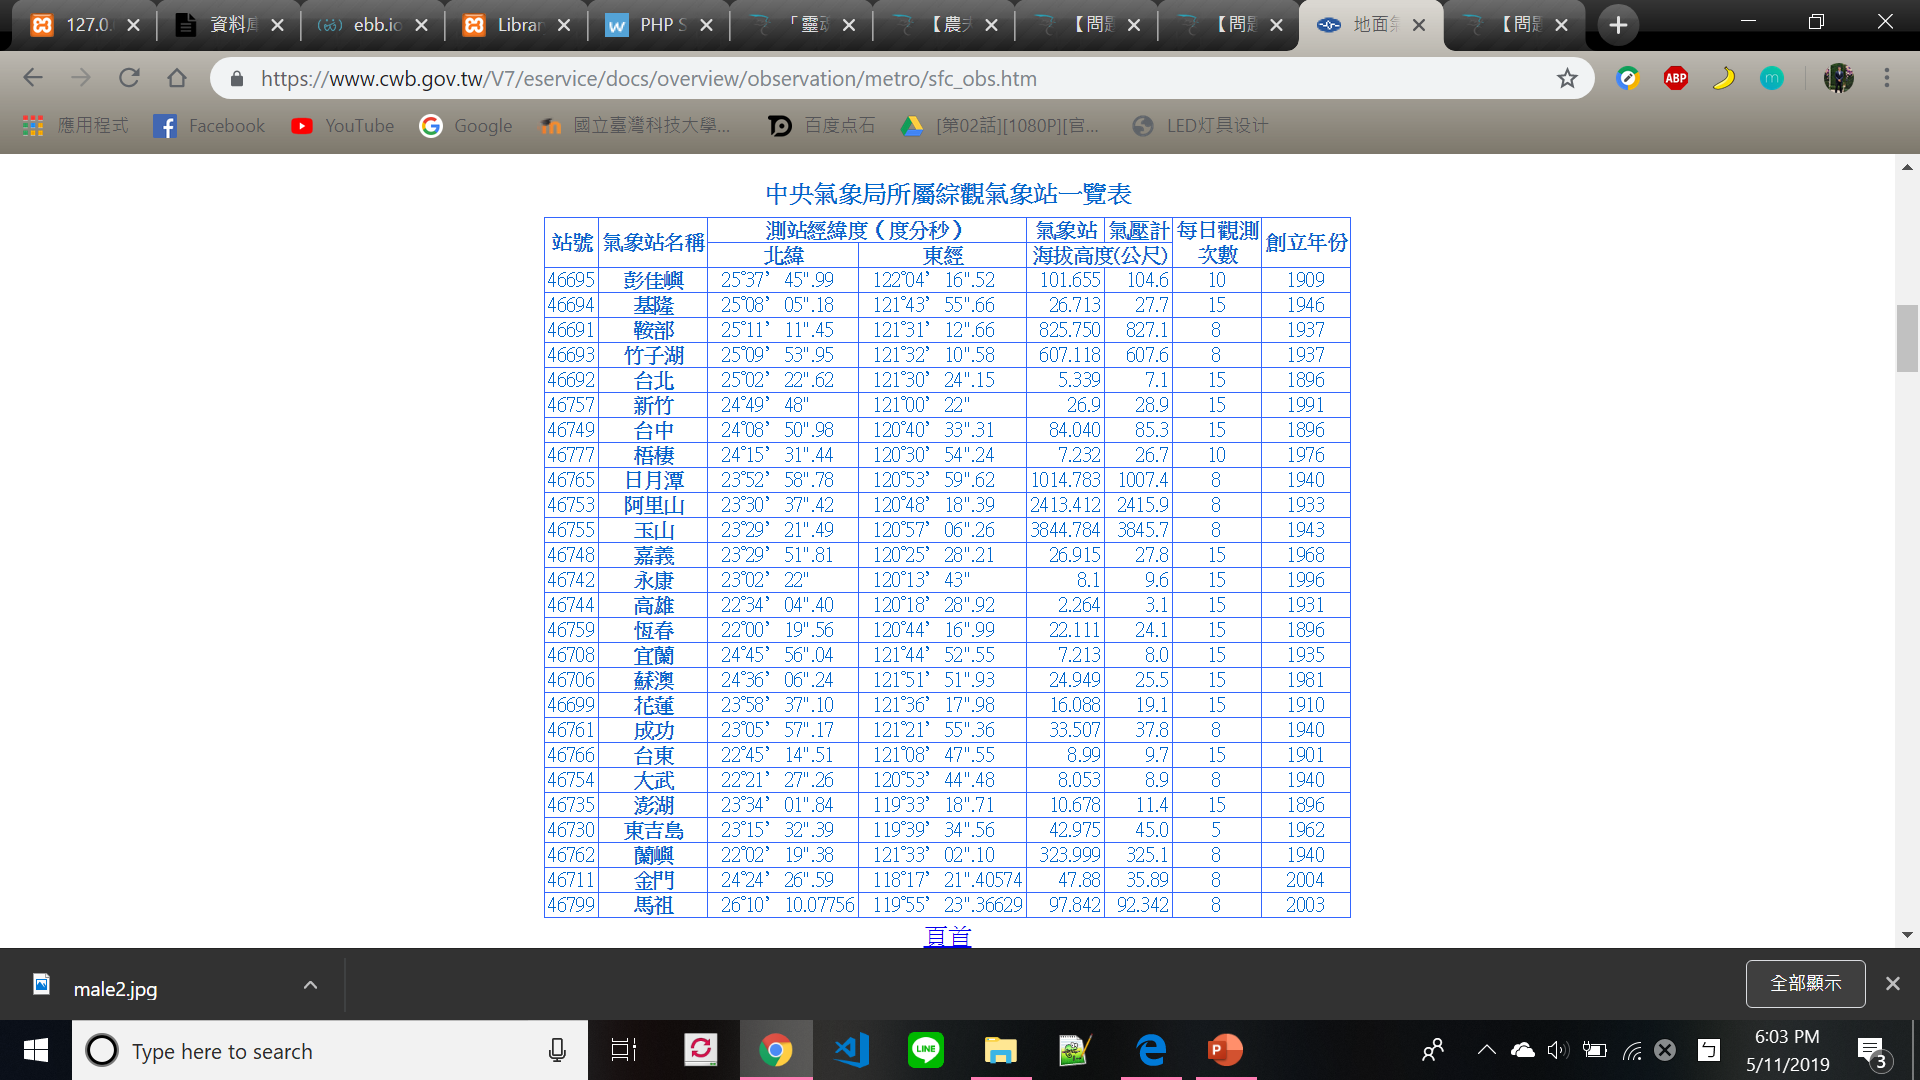 127.0.
資料庫
ebb.io
Librar
PHP S
「靈动
【農夫
【問題
【問題
地面氣
【問題
https://www.cwb.gov.tw/V7/eservice/docs/overview/observation/metro/sfc_obs.htm
ABP
m
應用程式
Facebook
YouTube
Google
國立臺灣科技大學...
百度点石
[第02話][1080P][官...
LED灯具设计
中央氣象局所屬綜觀氣象站一覽表
站號 氣象站名稱 測站經緯度（度分秒） 氣象站 氣壓計 每日觀測次數 創立年份
北緯 東經 海拔高度(公尺)
46695 彭佳嶼 25°37’ 45".99 122°04’ 16".52 101.655 104.6 10 1909
46694 基隆 25°08’ 05".18 121°43’ 55".66 26.713 27.7 15 1946
46691 鞍部 25°11’ 11".45 121°31’ 12".66 825.750 827.1 8 1937
46693 竹子湖 25°09’ 53".95 121°32’ 10".58 607.118 607.6 8 1937
46692 台北 25°02’ 22".62 121°30’ 24".15 5.339 7.1 15 1896
46757 新竹 24°49’ 48" 121°00’ 22" 26.9 28.9 15 1991
46749 台中 24°08’ 50".98 120°40’ 33".31 84.040 85.3 15 1896
46777 梧棲 24°15’ 31".44 120°30’ 54".24 7.232 26.7 10 1976
46765 日月潭 23°52’ 58".78 120°53’ 59".62 1014.783 1007.4 8 1940
46753 阿里山 23°30’ 37".42 120°48’ 18".39 2413.412 2415.9 8 1933
46755 玉山 23°29’ 21".49 120°57’ 06".26 3844.784 3845.7 8 1943
46748 嘉義 23°29’ 51".81 120°25’ 28".21 26.915 27.8 15 1968
46742 永康 23°02’ 22" 120°13’ 43" 8.1 9.6 15 1996
46744 高雄 22°34’ 04".40 120°18’ 28".92 2.264 3.1 15 1931
46759 恆春 22°00’ 19".56 120°44’ 16".99 22.111 24.1 15 1896
46708 宜蘭 24°45’ 56".04 121°44’ 52".55 7.213 8.0 15 1935
46706 蘇澳 24°36’ 06".24 121°51’ 51".93 24.949 25.5 15 1981
46699 花蓮 23°58’ 37".10 121°36’ 17".98 16.088 19.1 15 1910
46761 成功 23°05’ 57".17 121°21’ 55".36 33.507 37.8 8 1940
46766 台東 22°45’ 14".51 121°08’ 47".55 8.99 9.7 15 1901
46754 大武 22°21’ 27".26 120°53’ 44".48 8.053 8.9 8 1940
46735 澎湖 23°34’ 01".84 119°33’ 18".71 10.678 11.4 15 1896
46730 東吉島 23°15’ 32".39 119°39’ 34".56 42.975 45.0 5 1962
46762 蘭嶼 22°02’ 19".38 121°33’ 02".10 323.999 325.1 8 1940
46711 金門 24°24’ 26".59 118°17’ 21".40574 47.88 35.89 8 2004
46799 馬祖 26°10’ 10.07756 119°55’ 23".36629 97.842 92.342 8 2003
頁首
male2.jpg
全部顯示
Type here to search
LINE
ㄅ
6:03 PM
5/11/2019
3